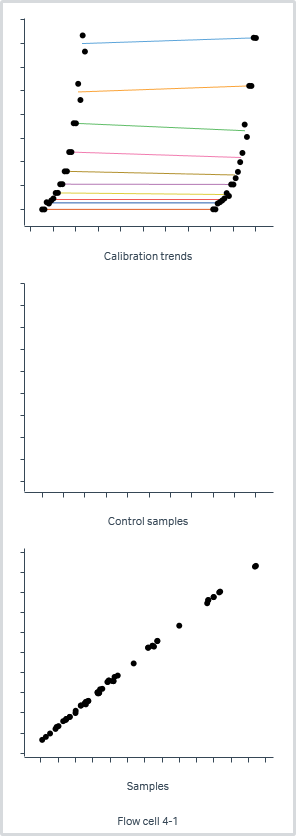 Calibration trends
Control samples
Samples
Flow cell 4-1